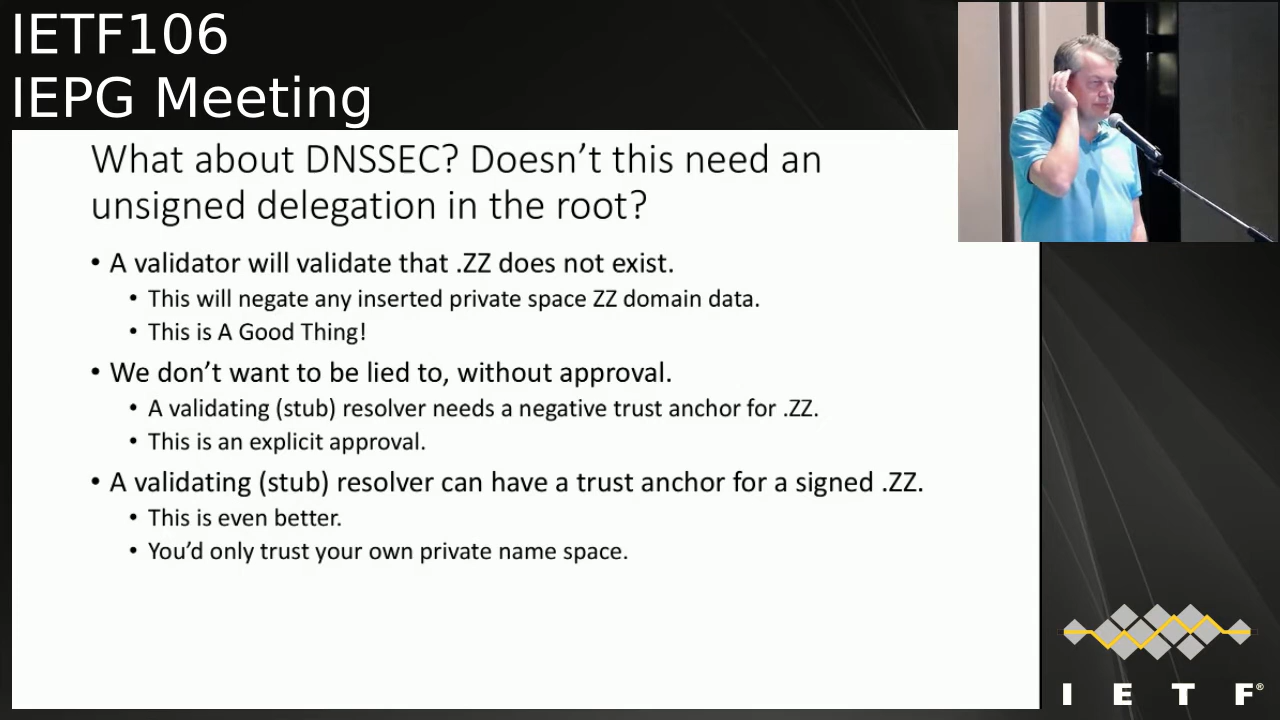 IETF106
IEPG Meeting
What about DNSSEC? Doesn’t this need an
unsigned delegation in the root?
• A validator will validate that .ZZ does not exist.
• This will negate any inserted private space ZZ domain data.
• This is A Good Thing!
• We don’t want to be lied to, without approval.
• A validating (stub) resolver needs a negative trust anchor for .ZZ.
• This is an explicit approval.
• A validating (stub) resolver can have a trust anchor for a signed .ZZ.
• This is even better.
• You’d only trust your own private name space.
I E T F®